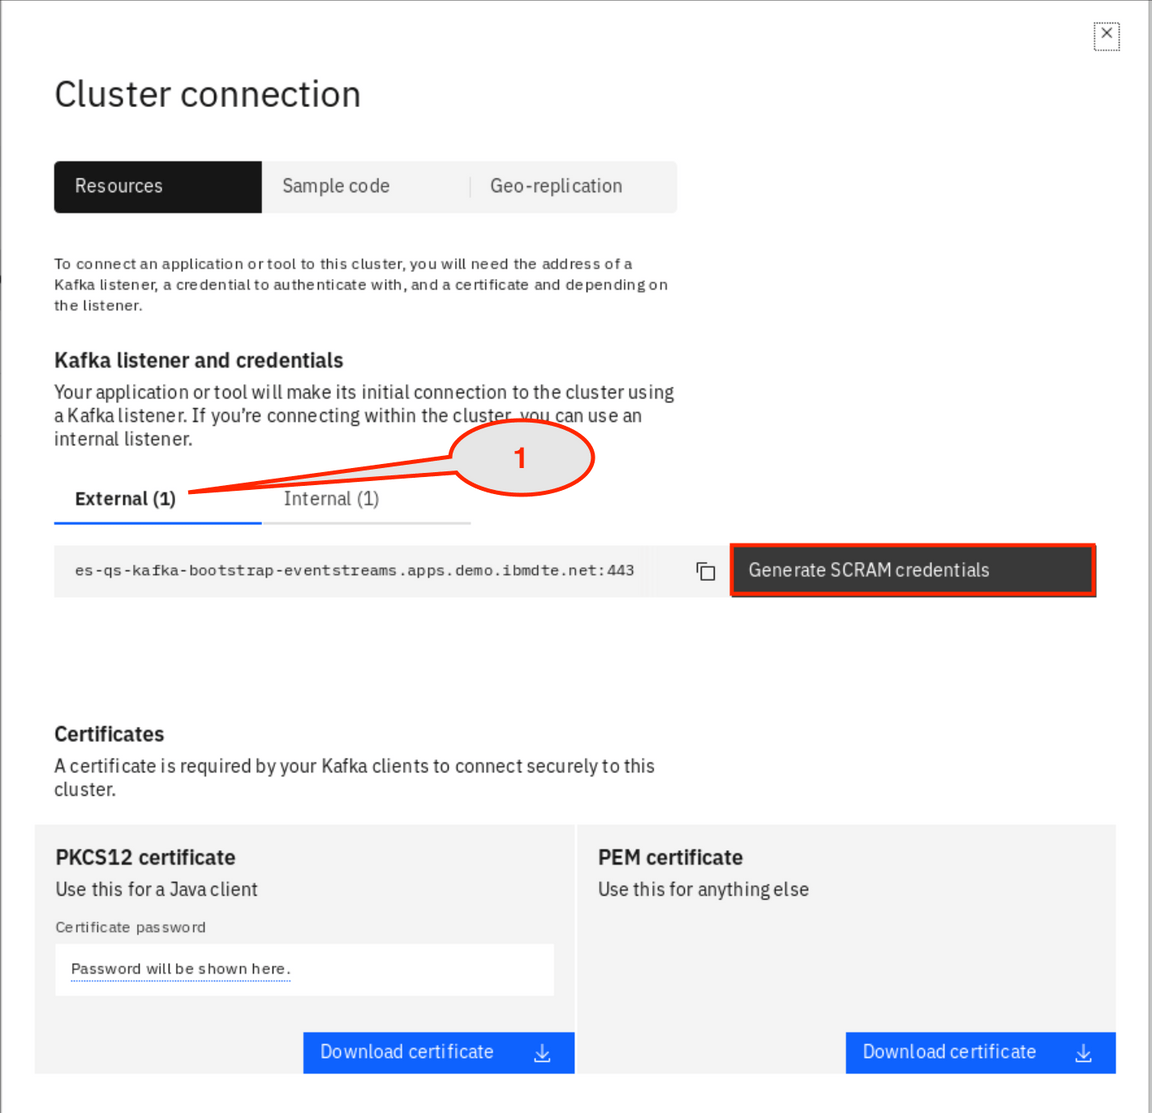 Cluster connection
Resources
Sample code
Geo-replication
To connect an application or tool to this cluster, you will need the address of a
Kafka listener, a credential to authenticate with, and a certificate and depending on
the listener.
Kafka listener and credentials
Your application or tool will make its initial connection to the cluster using
a Kafka listener. If you’re connecting within the cluster, you can use an
internal listener.
1
External (1)
Internal (1)
es-qs-kafka-bootstrap-eventstreams.apps.demo.ibmdte.net:443
Generate SCRAM credentials
Certificates
A certificate is required by your Kafka clients to connect securely to this
cluster.
PKCS12 certificate
Use this for a Java client
Certificate password
Password will be shown here.
Download certificate
PEM certificate
Use this for anything else
Download certificate